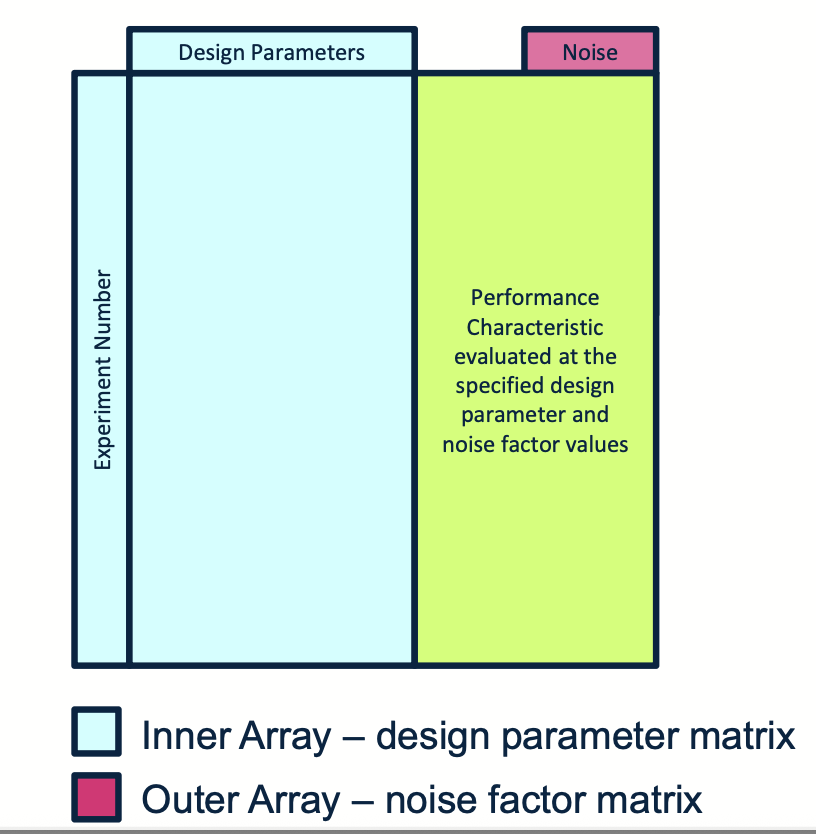 Design Parameters
Noise
Experiment Number
Performance
Characteristic
evaluated at the
specified design
parameter and
noise factor values
Inner Array – design parameter matrix
Outer Array – noise factor matrix